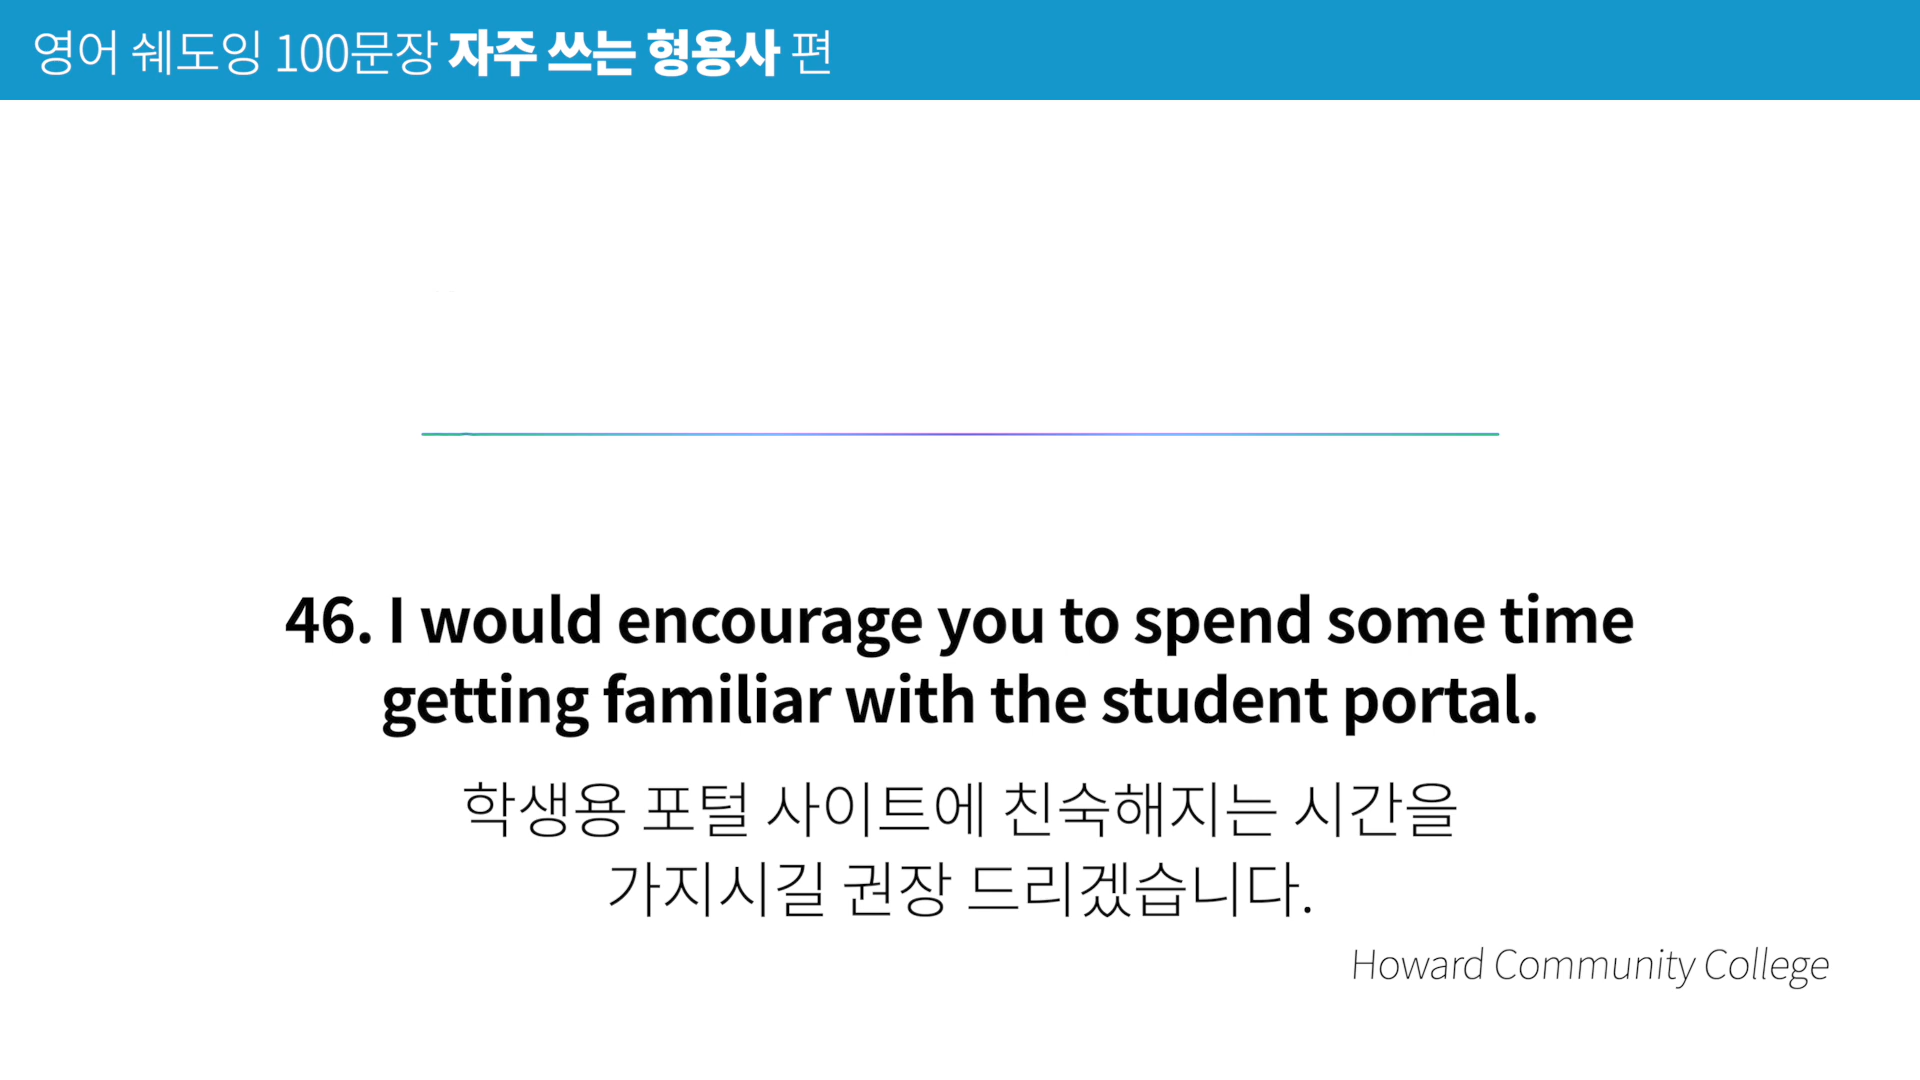 영어 쉐도잉 100문장 자주 쓰는 형용사 편
46. I would encourage you to spend some time
getting familiar with the student portal.
학생용 포털 사이트에 친숙해지는 시간을
가지시길 권장 드리겠습니다.
Howard Community College